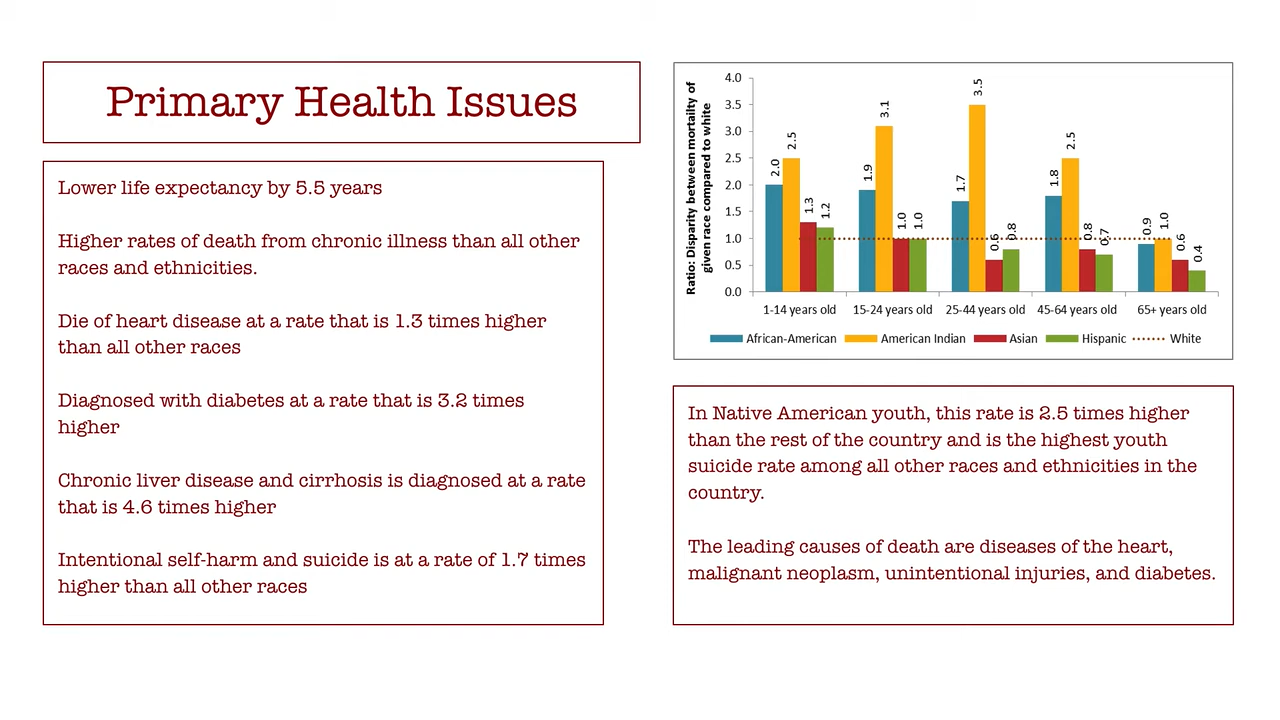 Primary Health Issues
Lower life expectancy by 5.5 years
Higher rates of death from chronic illness than all other
races and ethnicities.
Die of heart disease at a rate that is 1.3 times higher
than all other races
Diagnosed with diabetes at a rate that is 3.2 times
higher
Chronic liver disease and cirrhosis is diagnosed at a rate
that is 4.6 times higher
Intentional self-harm and suicide is at a rate of 1.7 times
higher than all other races
Ratio: Disparity between mortailty of
given race compared to white
4.0
3.5
3.0
2.5
2.0
1.5
1.0
0.5
0.0
2.0 2.5 1.3 1.2
1.9 3.1 1.0 1.0
1.7 3.5 0.6 0.8
1.8 2.5 0.8 0.7
0.9 1.0 0.6 0.4
1-14 years old 15-24 years old 25-44 years old 45-64 years old 65+ years old
African-American American Indian Asian Hispanic White
In Native American youth, this rate is 2.5 times higher
than the rest of the country and is the highest youth
suicide rate among all other races and ethnicities in the
country.
The leading causes of death are diseases of the heart,
malignant neoplasm, unintentional injuries, and diabetes.